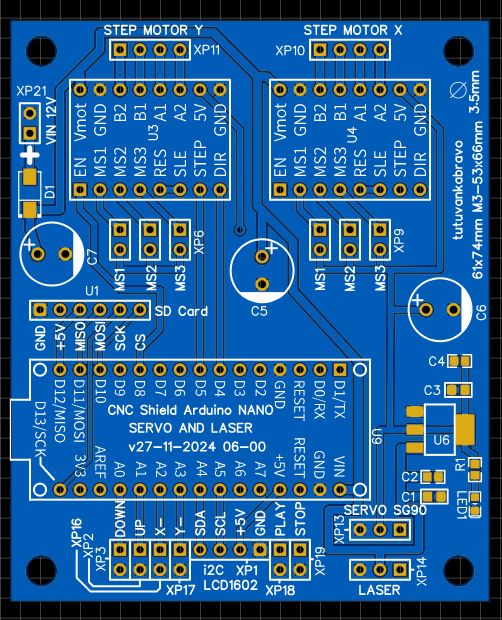 STEP MOTOR Y
STEP MOTOR X
XP11
XP10
XP21
VIN 12V
D1
Vmot
GND
B2
B1
A1
A2
5V
GND
U3
EN
MS1
MS2
MS3
RES
SLE
STEP
DIR
Vmot
GND
B2
B1
A1
A2
5V
GND
U4
EN
MS1
MS2
MS3
RES
SLE
STEP
DIR
3.5mm
tutuvankabravo
61x74mm M3-53x66mm
MS1
MS2
MS3
XP6
MS1
MS2
MS3
XP9
C7
C5
C6
U1
SD Card
GND
+5V
MISO
MOSI
SCK
CS
D12/MISO
D11/MOSI
D10
D9
D8
D7
D6
D5
D4
D3
D2
GND
RESET
D0/RX
D1/TX
CNC Shield Arduino NANO
SERVO AND LASER
v27-11-2024 06-00
D13/SCK
3V3
AREF
A0
A1
A2
A3
A4
A5
A6
A7
+5V
RESET
GND
VIN
U9
C4
C3
U6
C2
C1
R1
LED1
DOWN
UP
X-
Y-
SDA
SCL
+5V
GND
PLAY
STOP
XP16
XP2
XP3
XP17
i2C
XP1
LCD1602
XP18
XP19
SERVO SG90
XP13
LASER
XP14